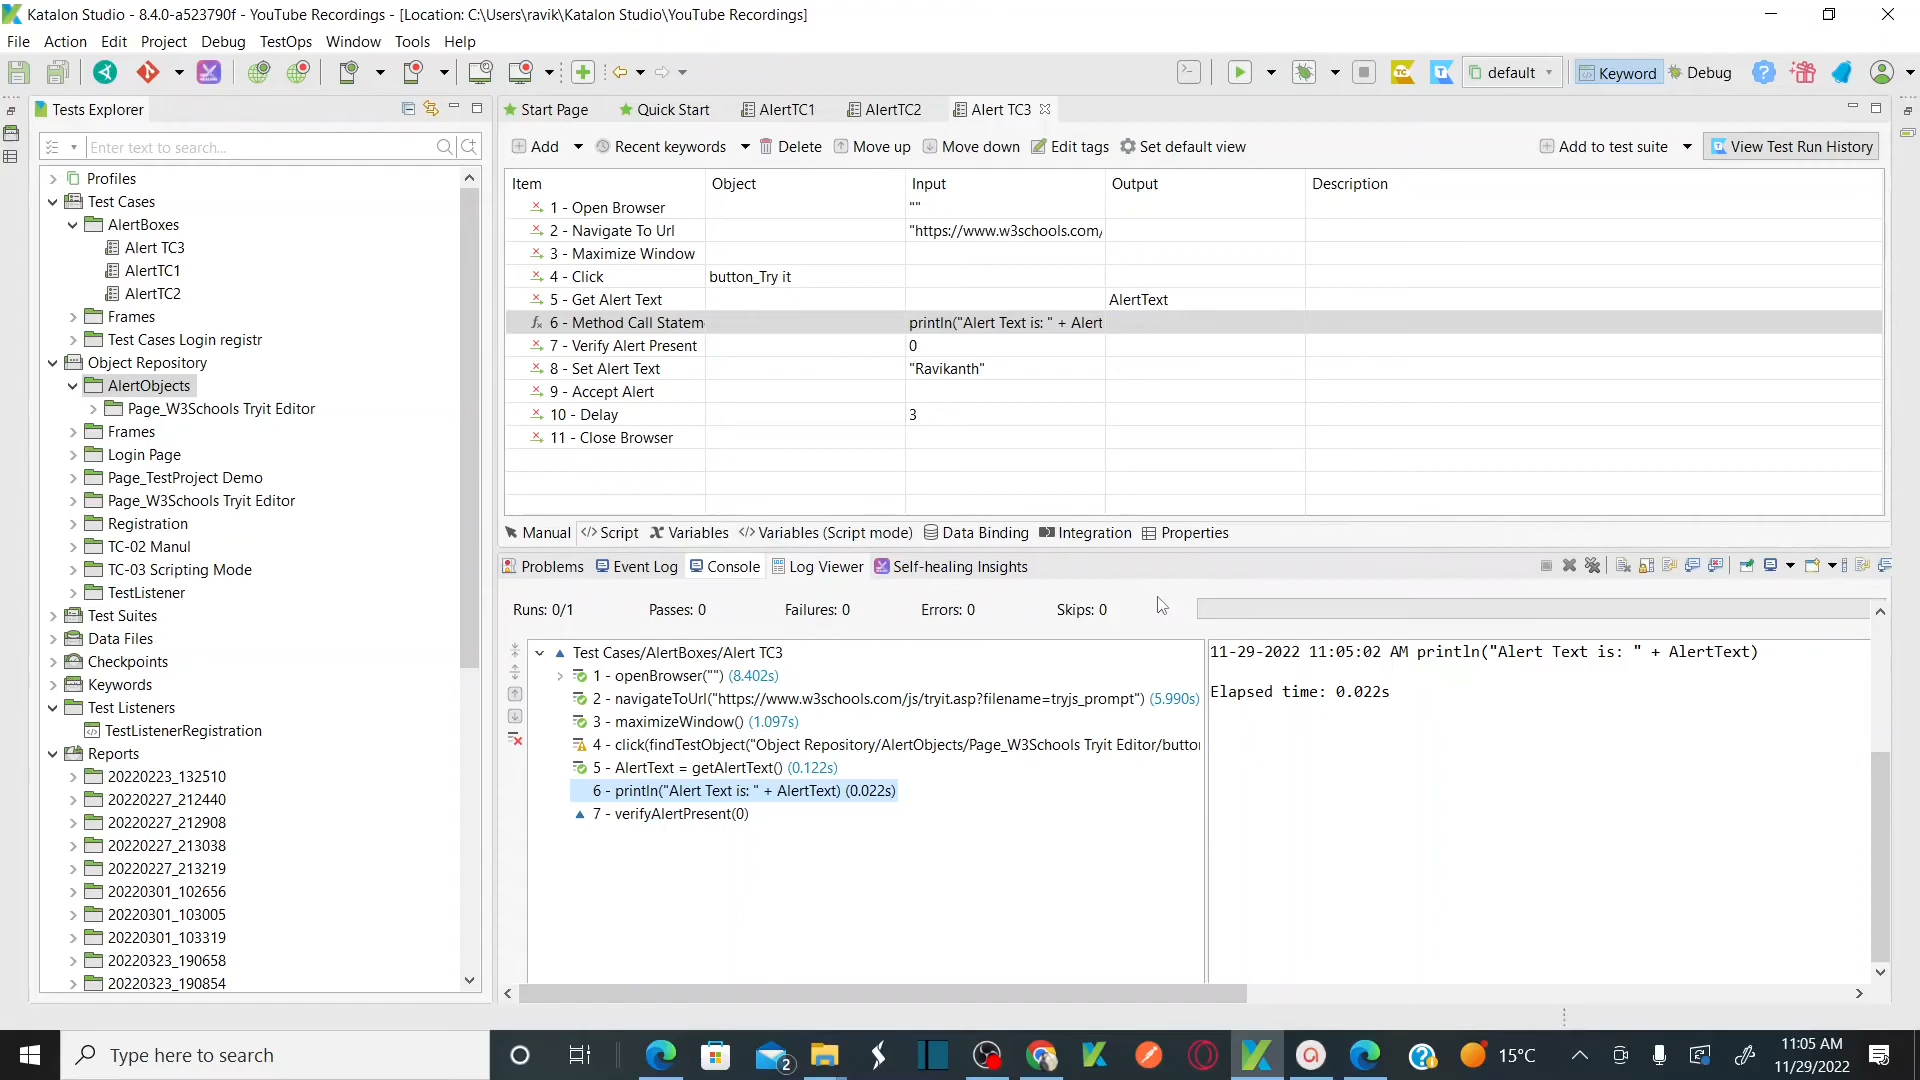 Katalon Studio - 8.4.0-a523790f - YouTube Recordings - [Location: C:\Users\ravik\Katalon Studio\YouTube Recordings]
File Action Edit Project Debug TestOps Window Tools Help
default Keyword Debug
Tests Explorer
Enter text to search...
Profiles
Test Cases
AlertBoxes
Alert TC3
AlertTC1
AlertTC2
Frames
Test Cases Login registr
Object Repository
AlertObjects
Page_W3Schools Tryit Editor
Frames
Login Page
Page_TestProject Demo
Page_W3Schools Tryit Editor
Registration
TC-02 Manul
TC-03 Scripting Mode
TestListener
Test Suites
Data Files
Checkpoints
Keywords
Test Listeners
TestListenerRegistration
Reports
20220223_132510
20220227_212440
20220227_212908
20220227_213038
20220227_213219
20220301_102656
20220301_103005
20220301_103319
20220323_190658
20220323_190854
Start Page Quick Start AlertTC1 AlertTC2 Alert TC3
Add Recent keywords Delete Move up Move down Edit tags Set default view Add to test suite View Test Run History
Item Object Input Output Description
1 - Open Browser ""
2 - Navigate To Url "https://www.w3schools.com/
3 - Maximize Window
4 - Click button_Try it
5 - Get Alert Text AlertText
6 - Method Call Statem println("Alert Text is: " + Alert
7 - Verify Alert Present 0
8 - Set Alert Text "Ravikanth"
9 - Accept Alert
10 - Delay 3
11 - Close Browser
Manual Script Variables Variables (Script mode) Data Binding Integration Properties
Problems Event Log Console Log Viewer Self-healing Insights
Runs: 0/1 Passes: 0 Failures: 0 Errors: 0 Skips: 0
Test Cases/AlertBoxes/Alert TC3
1 - openBrowser("") (8.402s)
2 - navigateToUrl("https://www.w3schools.com/js/tryit.asp?filename=tryjs_prompt") (5.990s)
3 - maximizeWindow() (1.097s)
4 - click(findTestObject("Object Repository/AlertObjects/Page_W3Schools Tryit Editor/butto
5 - AlertText = getAlertText() (0.122s)
6 - println("Alert Text is: " + AlertText) (0.022s)
7 - verifyAlertPresent(0)
11-29-2022 11:05:02 AM println("Alert Text is: " + AlertText)
Elapsed time: 0.022s
Type here to search
2
15°C
11:05 AM
11/29/2022